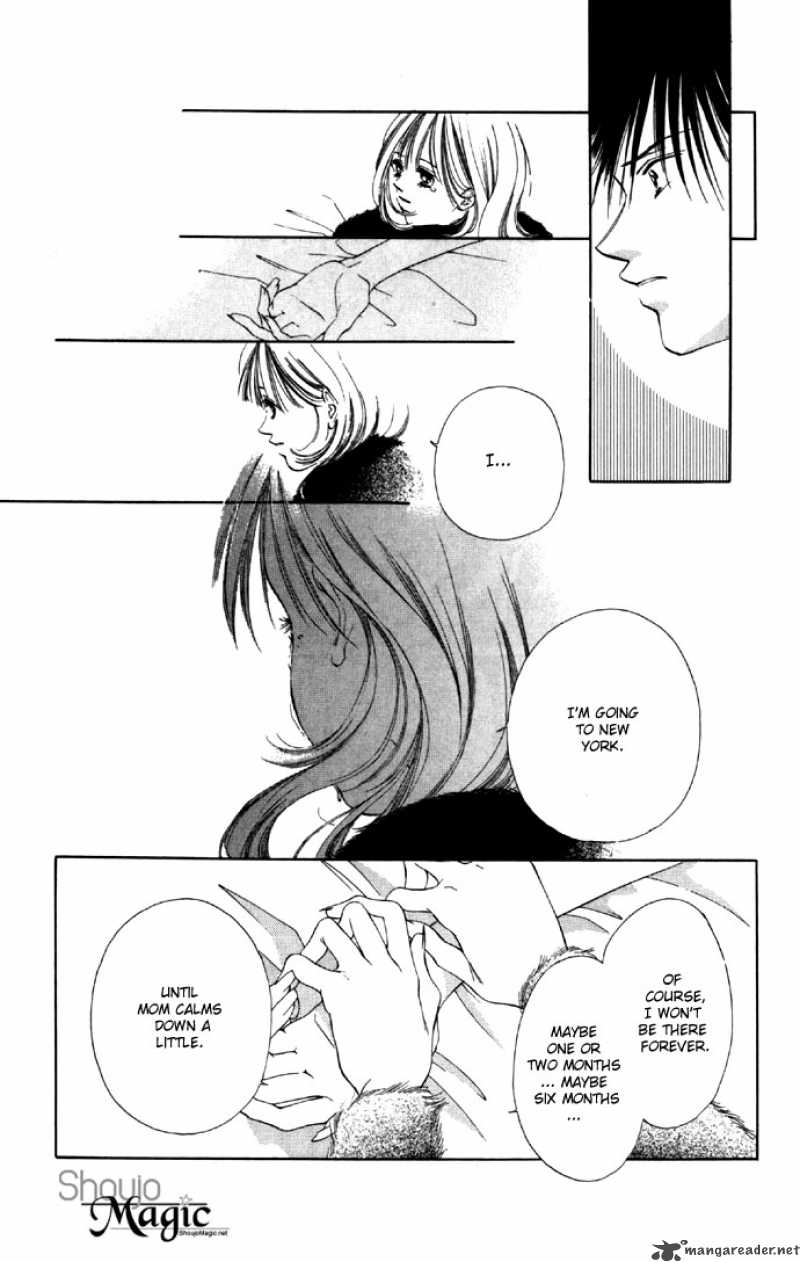 I...
I'M GOING
TO NEW
YORK.
OF
COURSE,
I WON'T
BE THERE
FOREVER.
MAYBE
ONE OR
TWO MONTHS
... MAYBE
SIX MONTHS
...
UNTIL
MOM CALMS
DOWN A
LITTLE.
Shoujo
Magic
ShoujoMagic.net
mangareader.net